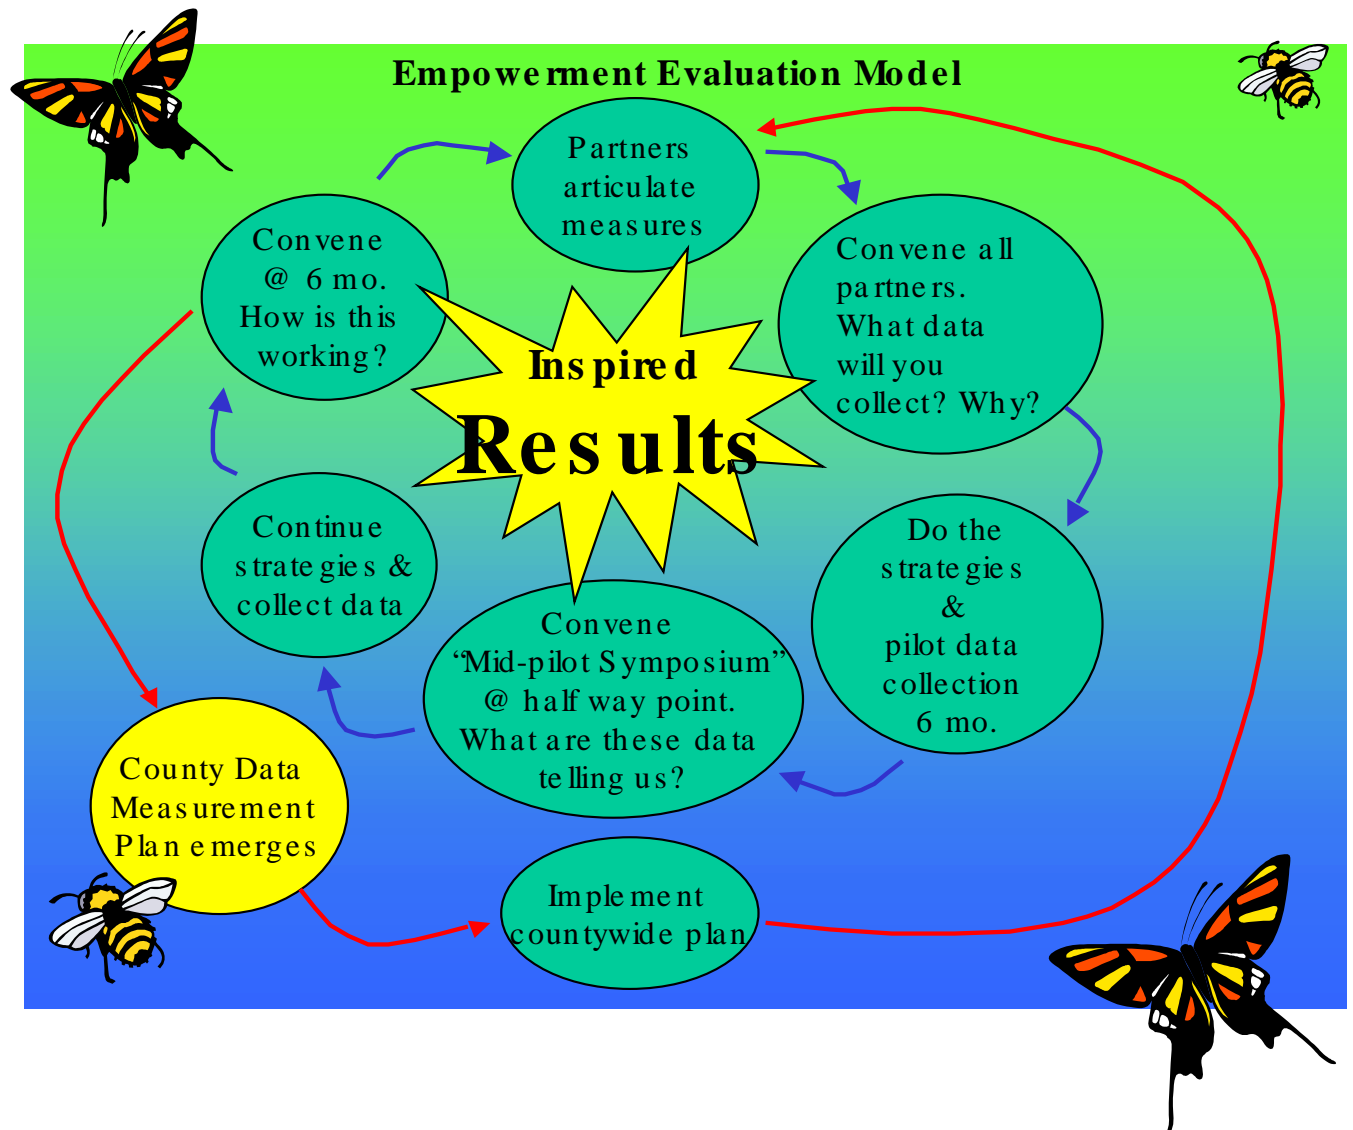 Empowerment Evaluation Model
Partners
articulate
measures
Convene all
partners.
What data
will you
collect? Why?
Do the
strategies
&
pilot data
collection
6 mo.
Convene
“Mid-pilot Symposium”
@ half way point.
What are these data
telling us?
Continue
strategies &
collect data
Convene
@ 6 mo.
How is this
working?
Inspired
Results
County Data
Measurement
Plan emerges
Implement
countywide plan